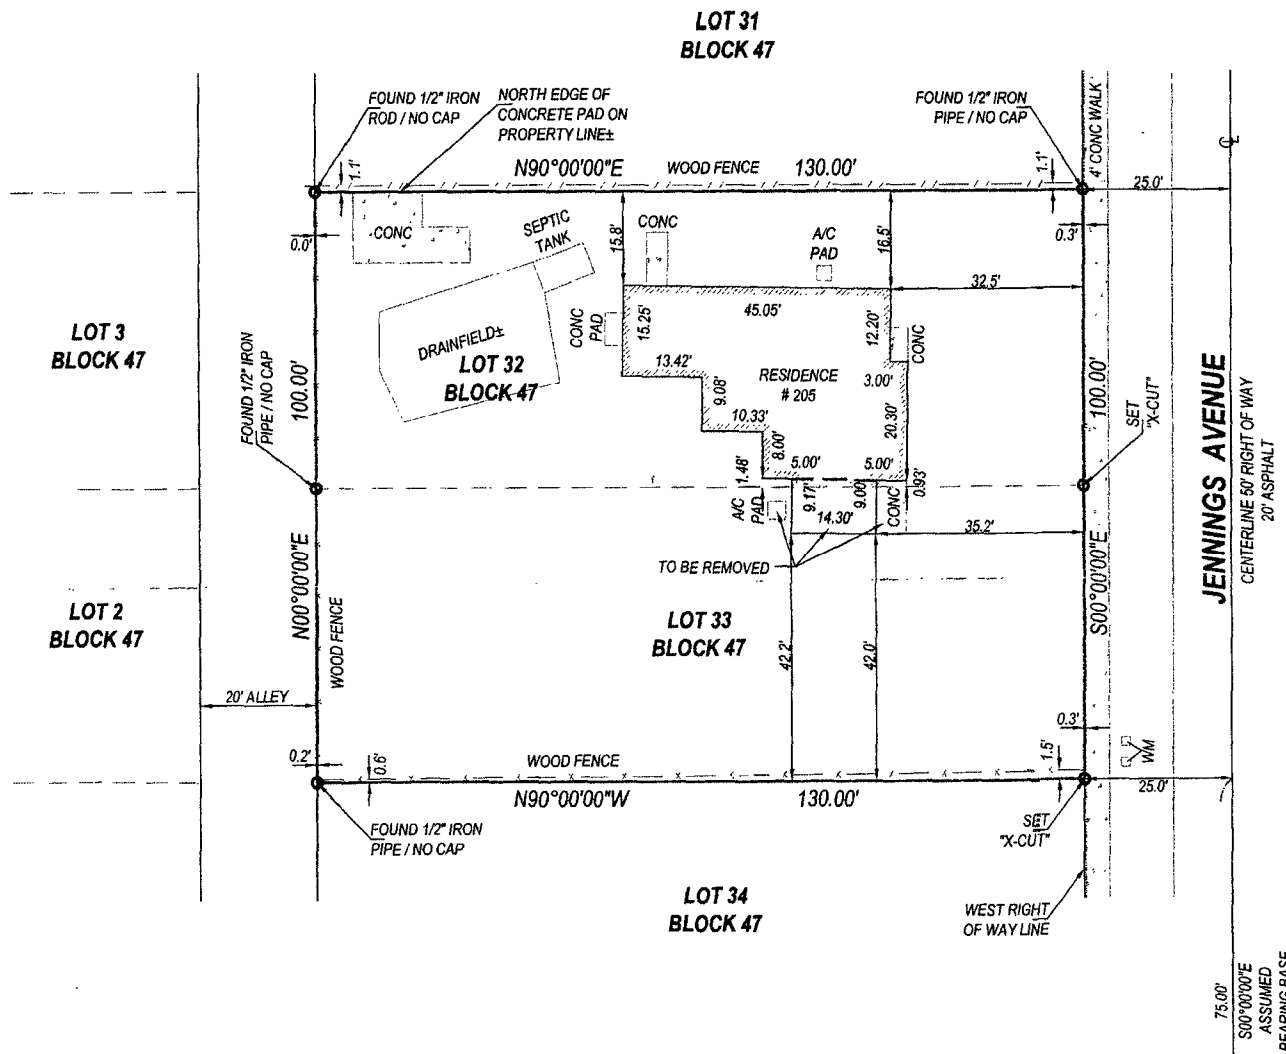 LOT 31
BLOCK 47
FOUND 1/2" IRON
ROD / NO CAP
NORTH EDGE OF
CONCRETE PAD ON
PROPERTY LINE±
FOUND 1/2" IRON
PIPE / NO CAP
4' CONC WALK
1.1'
N90°00'00"E
WOOD FENCE
130.00'
1.1'
25.0'
0.0'
CONC
SEPTIC
TANK
15.8'
CONC
A/C
PAD
16.5'
0.3'
32.5'
LOT 3
BLOCK 47
FOUND 1/2" IRON
PIPE / NO CAP
100.00'
DRAINFIELD±
LOT 32
BLOCK 47
CONC
PAD
15.25'
45.05'
12.20'
CONC
13.42'
9.08'
RESIDENCE
# 205
3.00'
20.30'
10.33'
8.00'
5.00'
5.00'
1.48'
0.93'
100.00'
SET
"X-CUT"
JENNINGS AVENUE
CENTERLINE 50' RIGHT OF WAY
20' ASPHALT
A/C
PAD
9.17'
9.00'
CONC
14.30'
35.2'
TO BE REMOVED
N00°00'00"E
S00°00'00"E
LOT 2
BLOCK 47
WOOD FENCE
LOT 33
BLOCK 47
42.2'
42.0'
20' ALLEY
0.2'
0.6'
WOOD FENCE
0.3'
1.5'
WM
N90°00'00"W
130.00'
25.0'
FOUND 1/2" IRON
PIPE / NO CAP
SET
"X-CUT"
LOT 34
BLOCK 47
WEST RIGHT
OF WAY LINE
75.00'
S00°00'00"E
ASSUMED
BEARING BASE